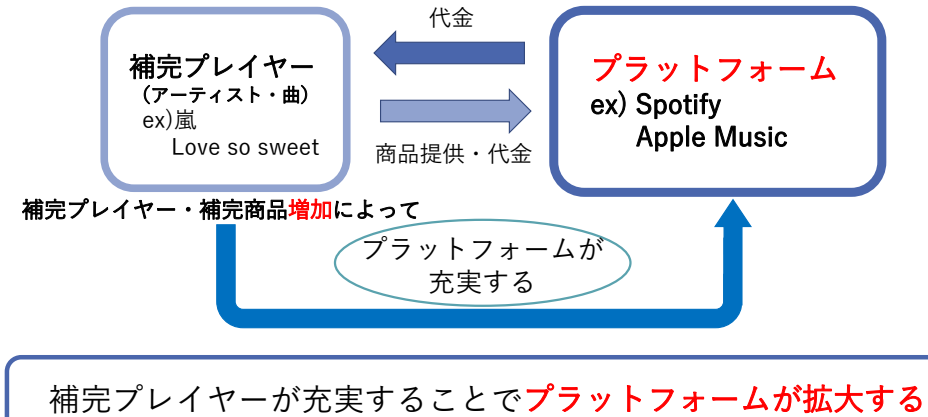 代金
補完プレイヤー
（アーティスト・曲）
ex)嵐
Love so sweet
プラットフォーム
ex) Spotify
Apple Music
商品提供・代金
補完プレイヤー・補完商品増加によって
プラットフォームが
充実する
補完プレイヤーが充実することでプラットフォームが拡大する